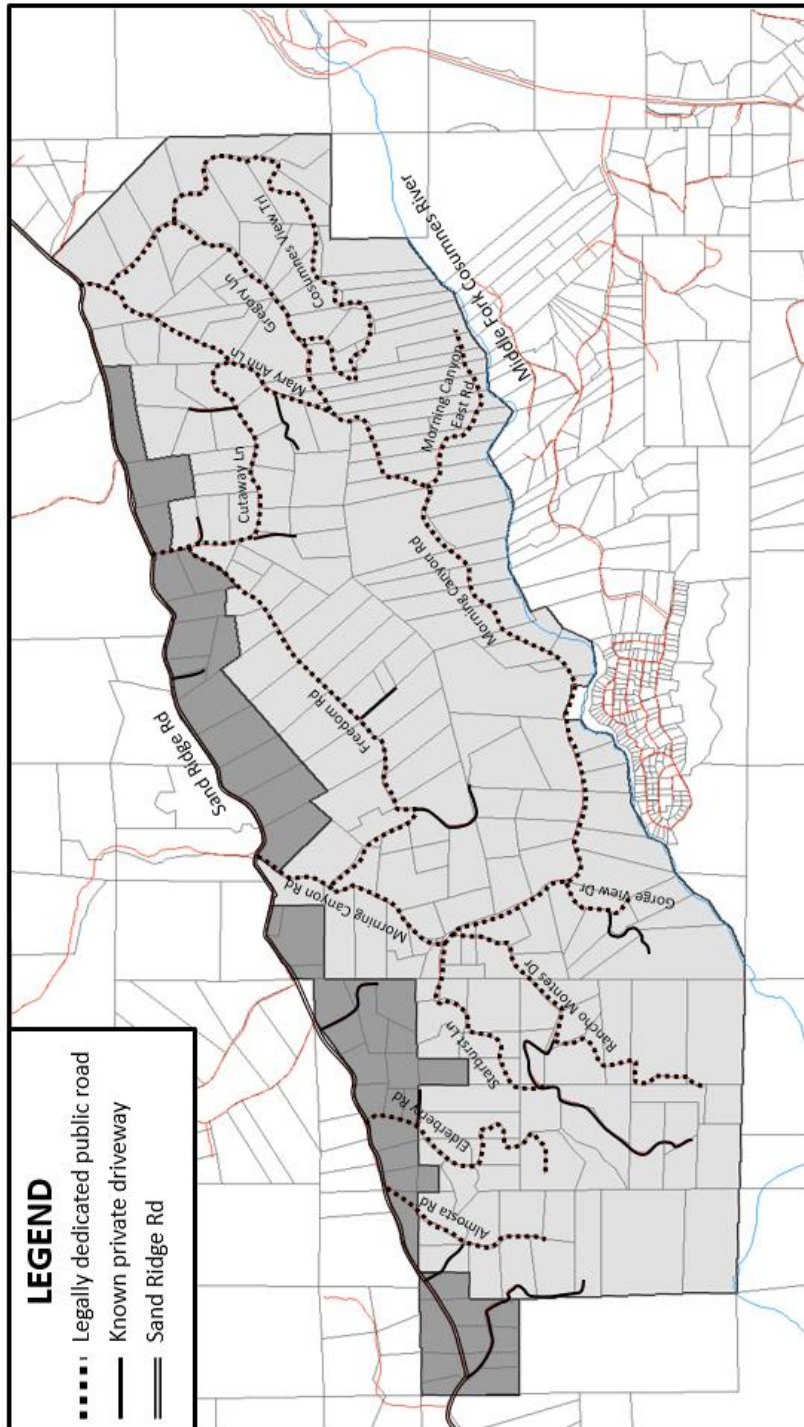 LEGEND
Legally dedicated public road
Known private driveway
Sand Ridge Rd
Sand Ridge Rd
Almosta Rd
Elderberry Rd
Starburst Ln
Rancho Montes Dr
Gorge View Dr
Morning Canyon Rd
Freedom Rd
Morning Canyon Rd
Cutaway Ln
Mary Ann Ln
Gregory Ln
Cosumnes View Trl
Morning Canyon
East Rd
Middle Fork Cosumnes River